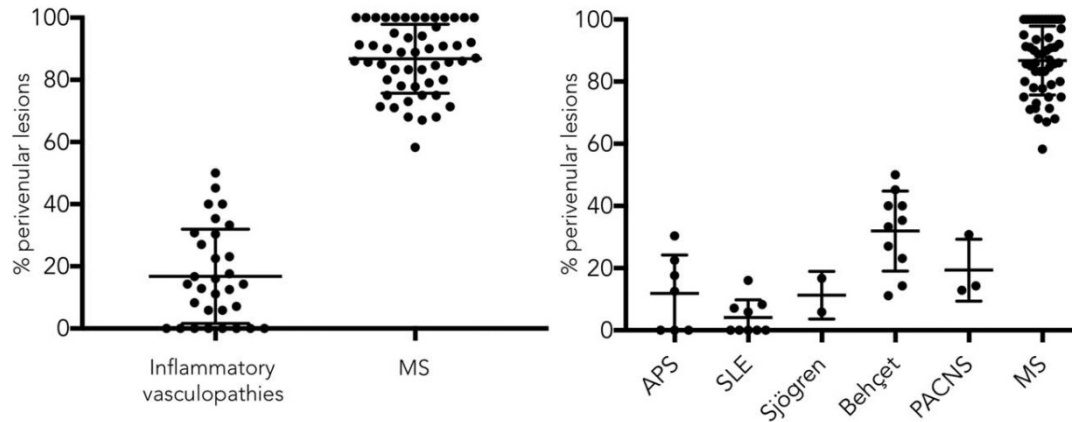 % perivenular lesions
100
80
60
40
20
0
Inflammatory
vasculopathies
MS
% perivenular lesions
100
80
60
40
20
0
APS
SLE
Sjögren
Behçet
PACNS
MS